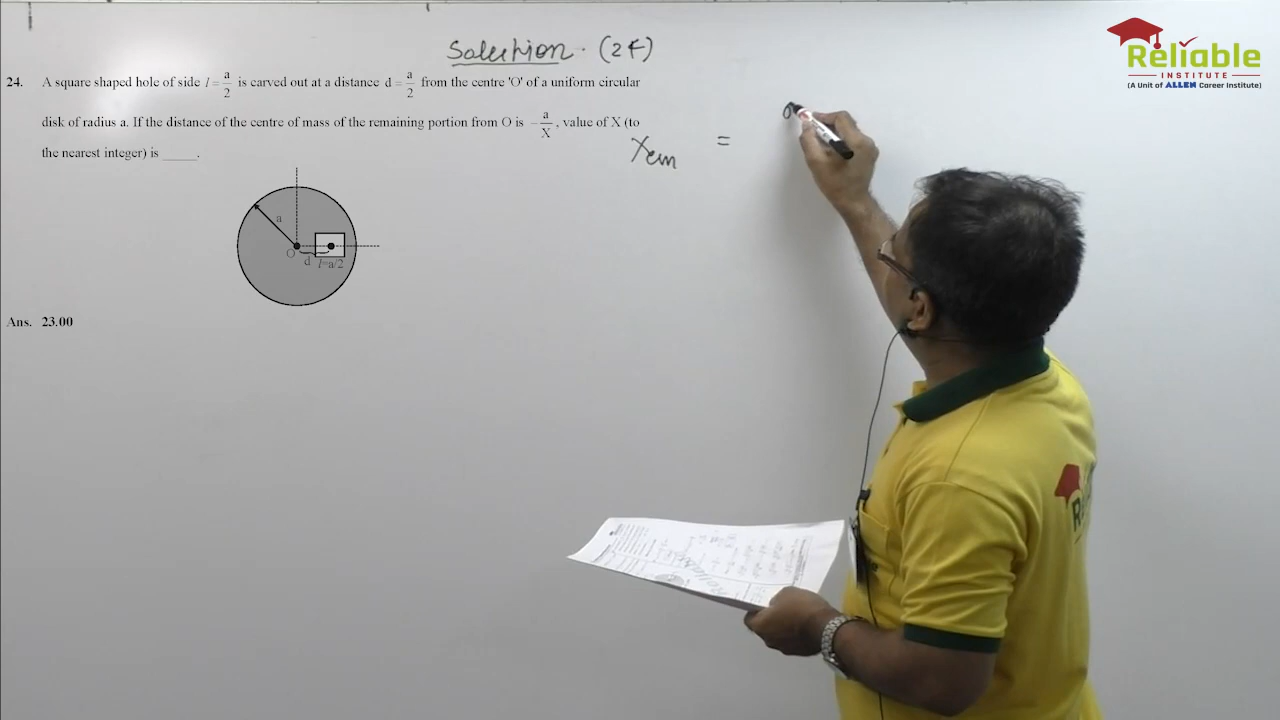 Solution. (24)
24. A square shaped hole of side l = a/2 is carved out at a distance d = a/2 from the centre 'O' of a uniform circular
disk of radius a. If the distance of the centre of mass of the remaining portion from O is −a/X, value of X (to
the nearest integer) is _____.
a
O
d
l=a/2
Ans. 23.00
Xcm =
Reliable
INSTITUTE
(A Unit of ALLEN Career Institute)